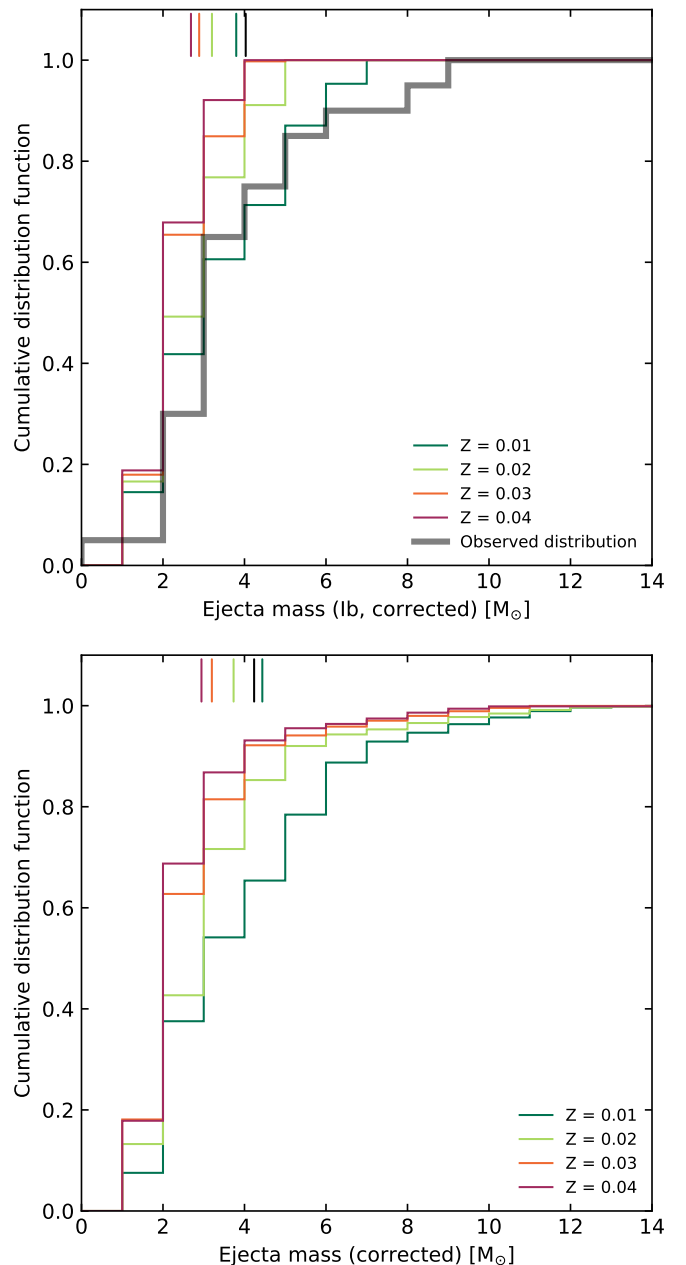 1.0
0.8
0.6
0.4
0.2
0.0
Cumulative distribution function
Z = 0.01
Z = 0.02
Z = 0.03
Z = 0.04
Observed distribution
0 2 4 6 8 10 12 14
Ejecta mass (Ib, corrected) [M⊙]
1.0
0.8
0.6
0.4
0.2
0.0
Cumulative distribution function
Z = 0.01
Z = 0.02
Z = 0.03
Z = 0.04
0 2 4 6 8 10 12 14
Ejecta mass (corrected) [M⊙]